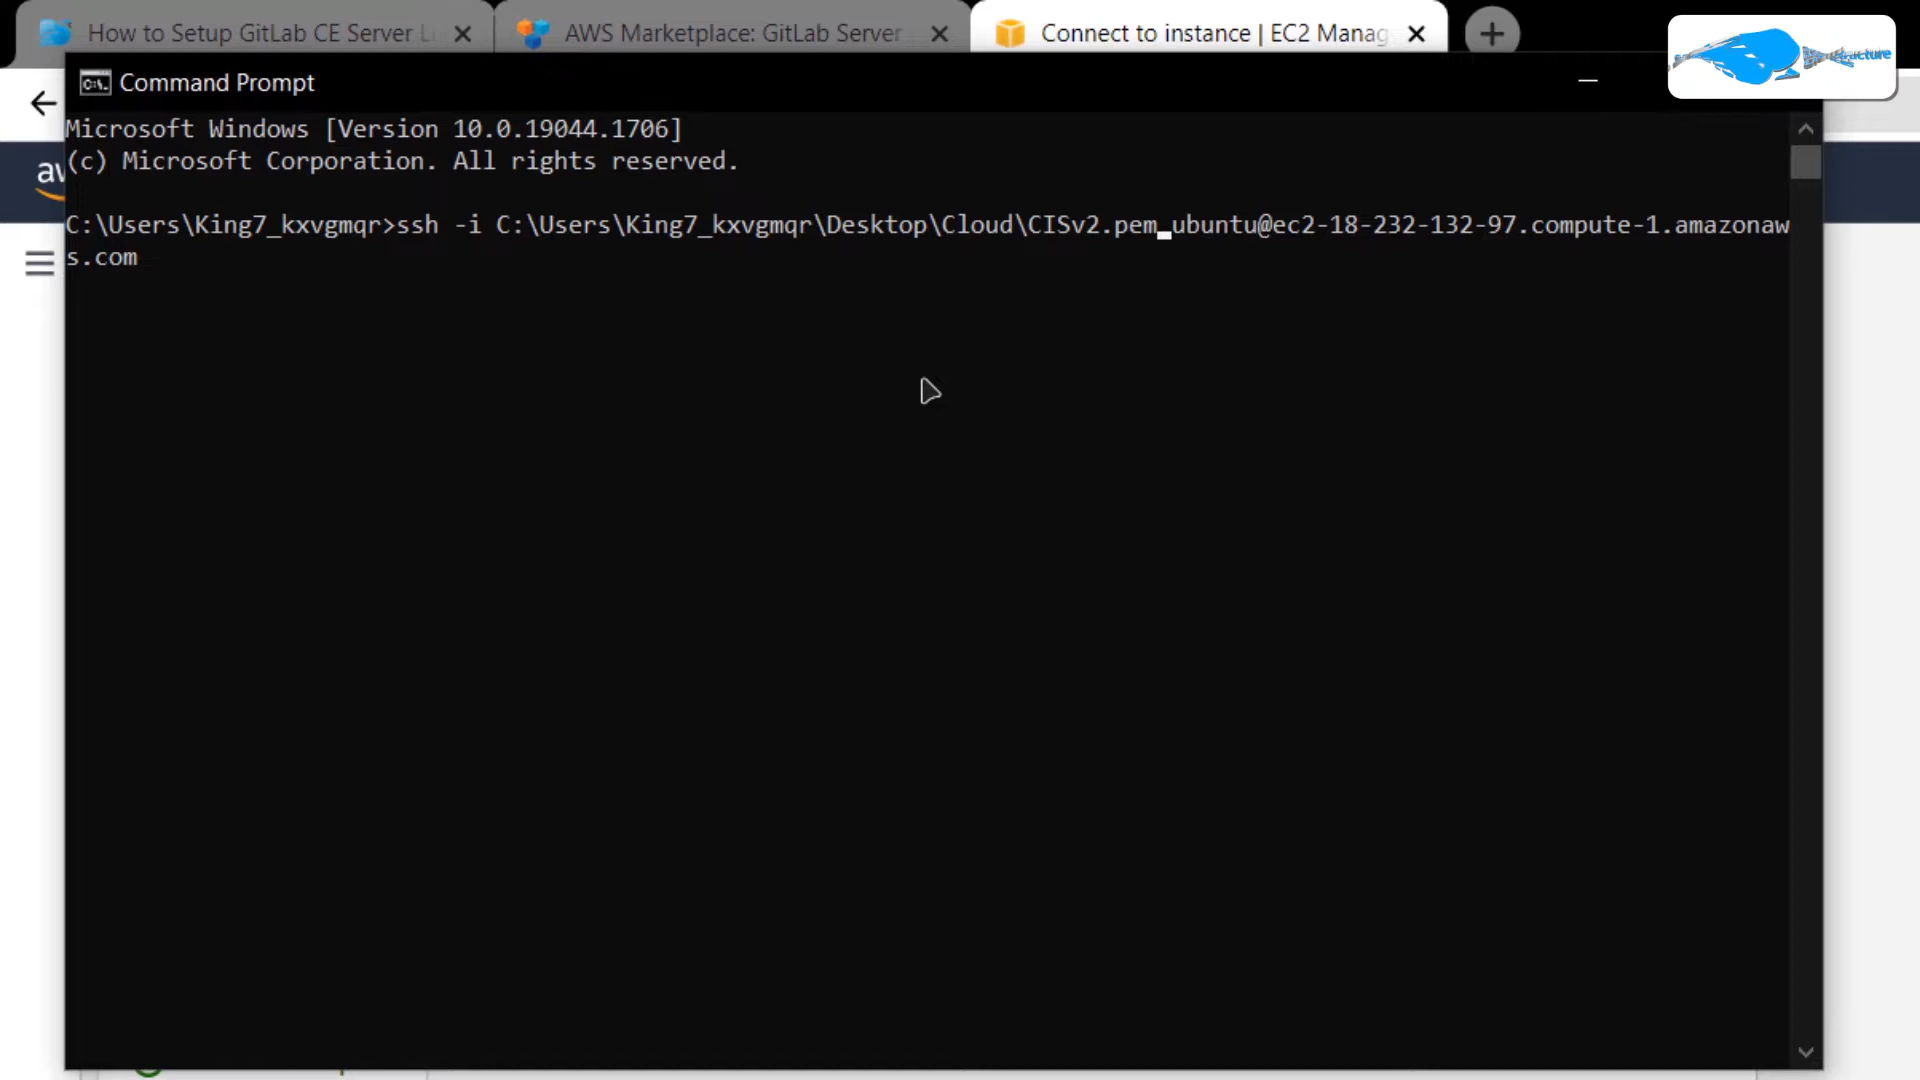 How to Setup GitLab CE Server L
AWS Marketplace: GitLab Server
Connect to instance | EC2 Manag
Command Prompt
Microsoft Windows [Version 10.0.19044.1706]
(c) Microsoft Corporation. All rights reserved.
C:\Users\King7_kxvgmqr>ssh -i C:\Users\King7_kxvgmqr\Desktop\Cloud\CISv2.pem ubuntu@ec2-18-232-132-97.compute-1.amazonaw
s.com